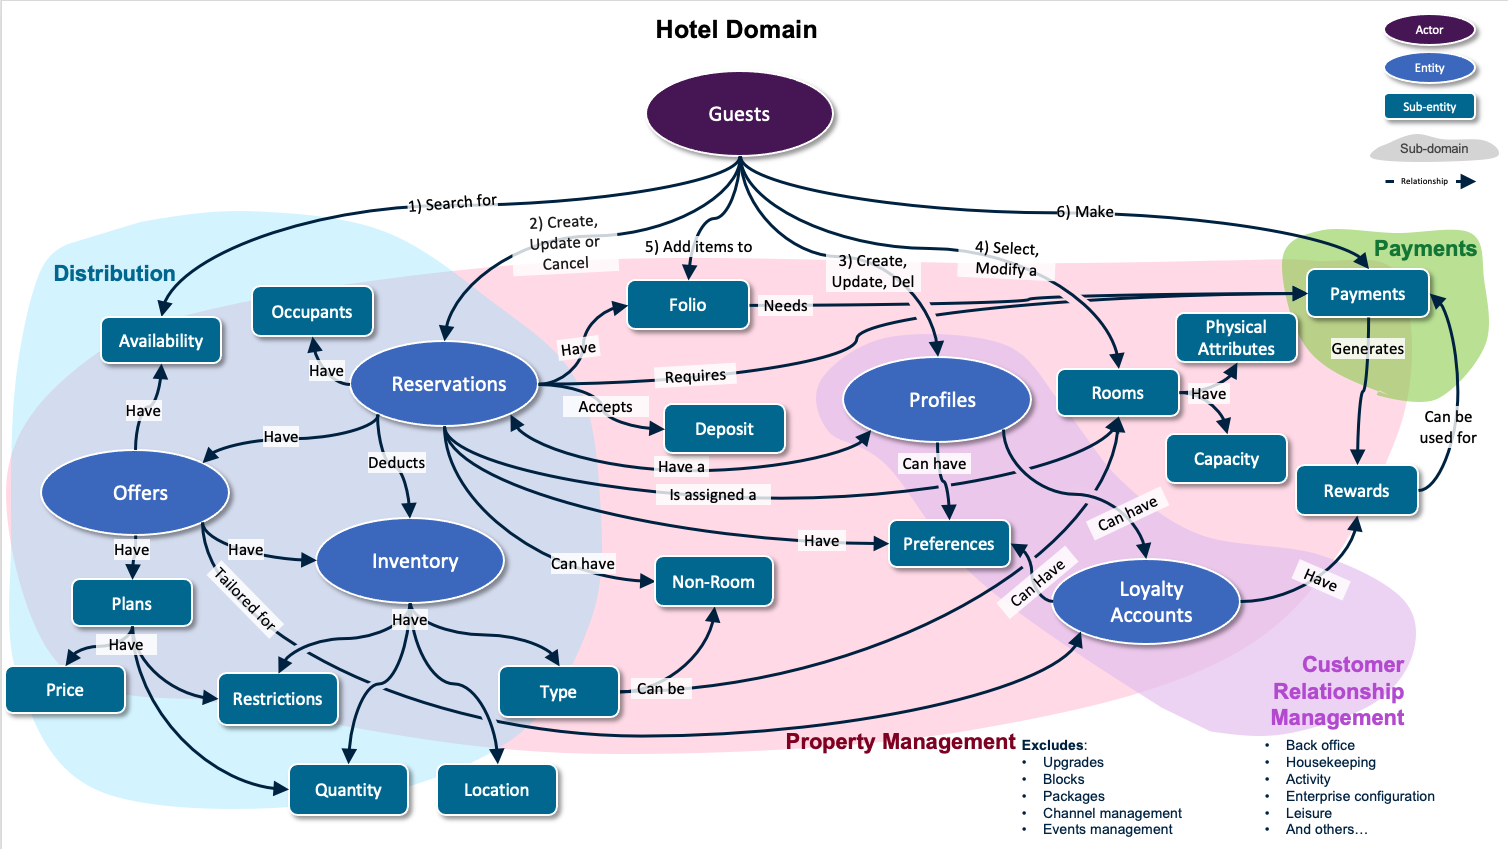 Hotel Domain
Actor
Entity
Sub-entity
Sub-domain
Relationship
Guests
1) Search for
2) Create,
Update or
Cancel
5) Add items to
3) Create,
Update, Del
4) Select,
Modify a
6) Make
Distribution
Payments
Occupants
Availability
Folio
Needs
Payments
Physical
Attributes
Generates
Have
Have
Reservations
Requires
Profiles
Rooms
Have
Have
Accepts
Deposit
Can be
used for
Have
Deducts
Have a
Can have
Capacity
Offers
Is assigned a
Rewards
Can have
Have
Have
Inventory
Have
Preferences
Can have
Non-Room
Can Have
Loyalty
Accounts
Have
Plans
Tailored for
Have
Have
Price
Restrictions
Type
Can be
Customer
Relationship
Management
Property Management
Quantity
Location
Excludes:
• Upgrades
• Blocks
• Packages
• Channel management
• Events management
• Back office
• Housekeeping
• Activity
• Enterprise configuration
• Leisure
• And others…